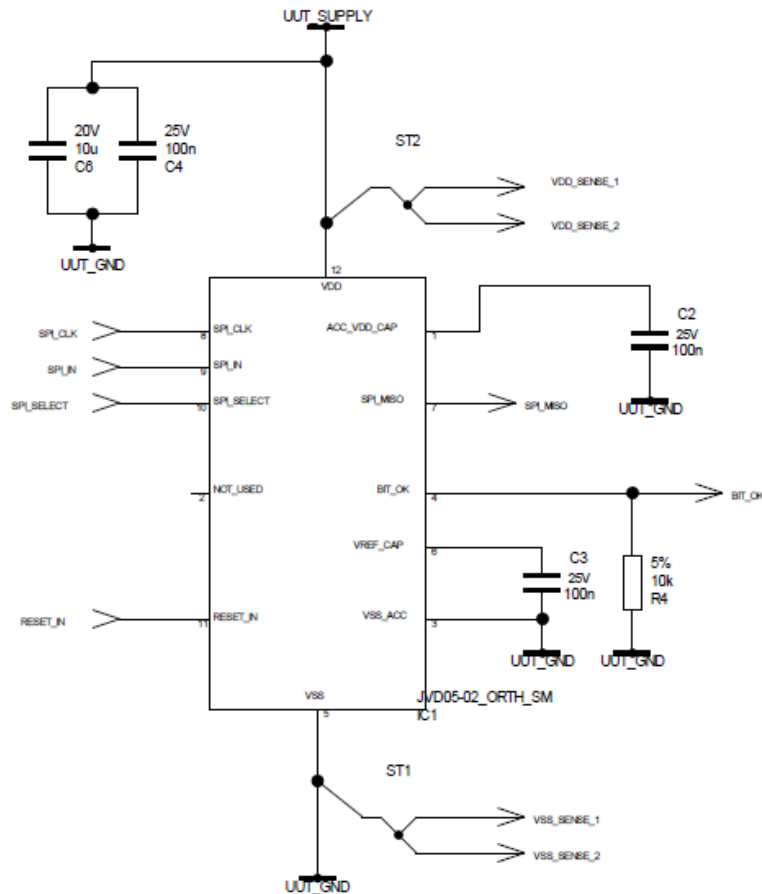 UUT_SUPPLY
20V
10u
C6
25V
100n
C4
UUT_GND
ST2
VDD_SENSE_1
VDD_SENSE_2
12
VDD
SPI_CLK
8
SPI_CLK
ACC_VDD_CAP
1
C2
25V
100n
UUT_GND
SPI_IN
9
SPI_IN
SPI_SELECT
10
SPI_SELECT
SPI_MISO
7
SPI_MISO
2
NOT_USED
BIT_OK
4
BIT_OK
VREF_CAP
6
C3
25V
100n
5%
10k
R4
RESET_IN
11
RESET_IN
VSS_ACC
3
UUT_GND
UUT_GND
VSS
5
JVD05-02_ORTH_SM
IC1
ST1
VSS_SENSE_1
VSS_SENSE_2
UUT_GND